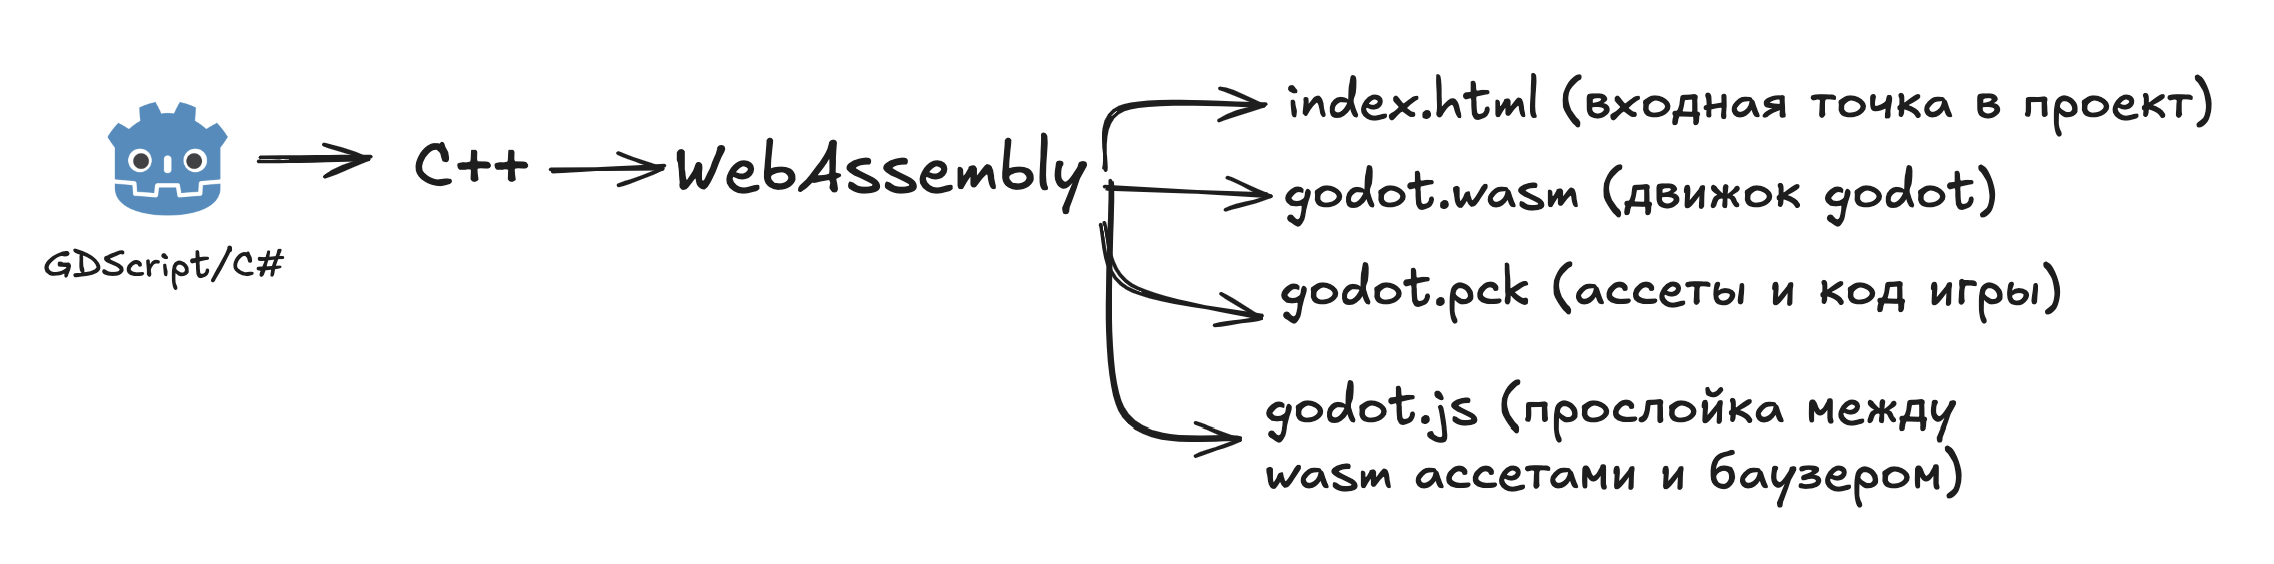 GDScript/C#
C++
WebAssembly
index.html (входная точка в проект)
godot.wasm (движок godot)
godot.pck (ассеты и код игры)
godot.js (прослойка между
wasm ассетами и баузером)